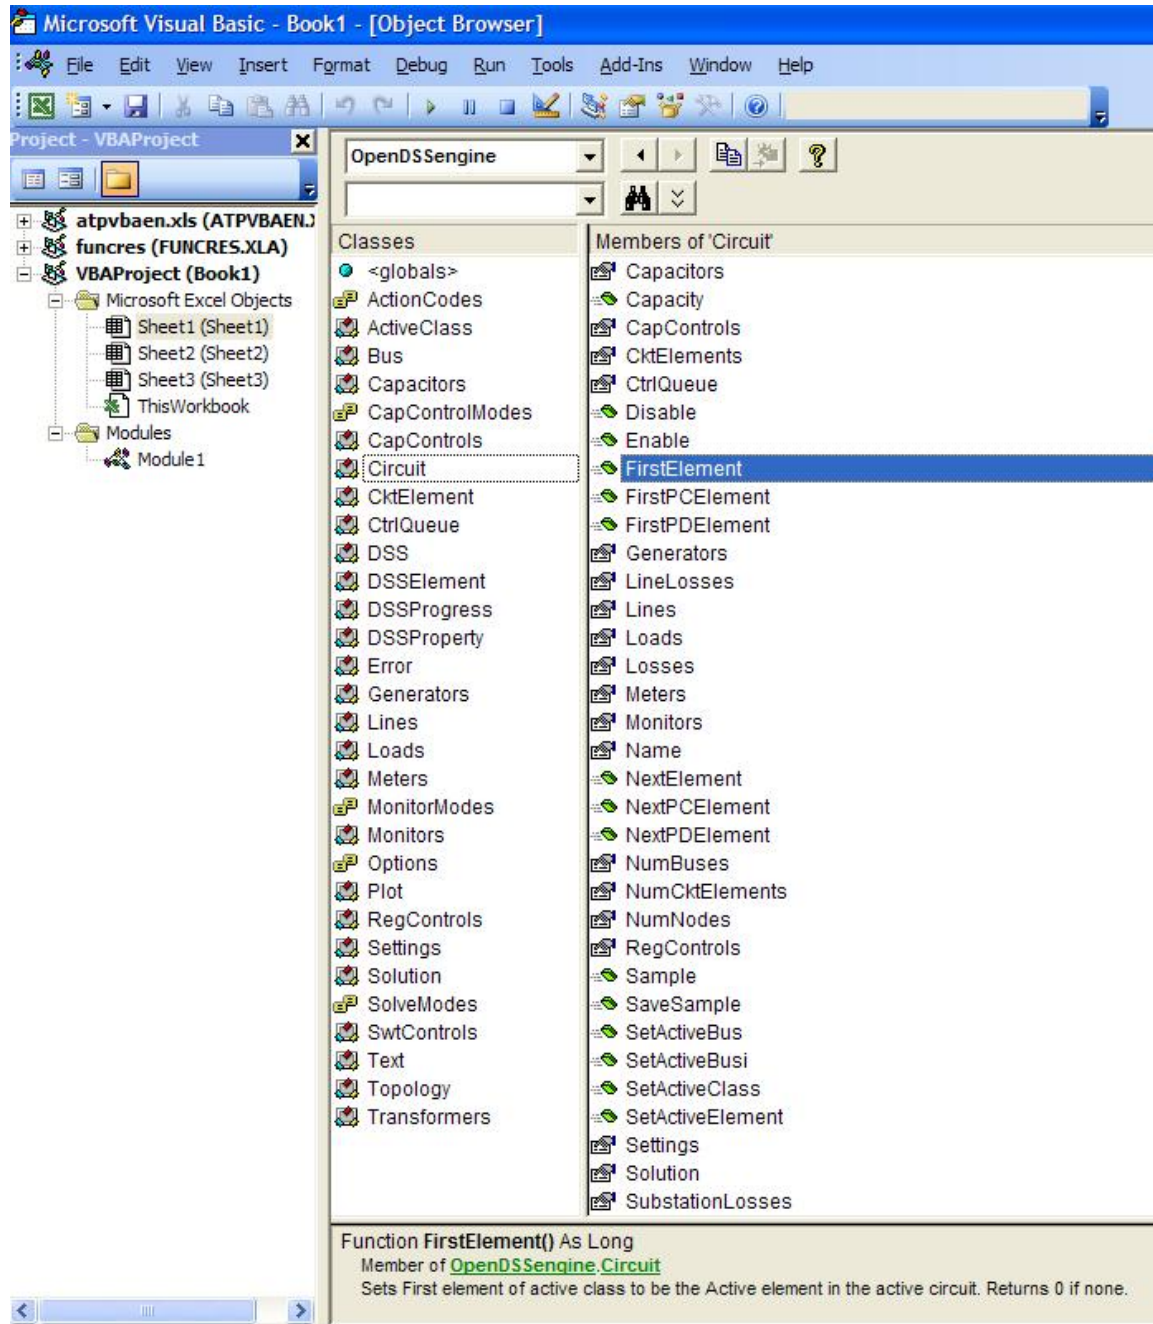 Microsoft Visual Basic - Book1 - [Object Browser]
File Edit View Insert Format Debug Run Tools Add-Ins Window Help
Project - VBAProject
atpvbaen.xls (ATPVBAEN.X
funcres (FUNCRES.XLA)
VBAProject (Book1)
Microsoft Excel Objects
Sheet1 (Sheet1)
Sheet2 (Sheet2)
Sheet3 (Sheet3)
ThisWorkbook
Modules
Module1
OpenDSSengine
Classes
<globals>
ActionCodes
ActiveClass
Bus
Capacitors
CapControlModes
CapControls
Circuit
CktElement
CtrlQueue
DSS
DSSElement
DSSProgress
DSSProperty
Error
Generators
Lines
Loads
Meters
MonitorModes
Monitors
Options
Plot
RegControls
Settings
Solution
SolveModes
SwtControls
Text
Topology
Transformers
Members of 'Circuit'
Capacitors
Capacity
CapControls
CktElements
CtrlQueue
Disable
Enable
FirstElement
FirstPCElement
FirstPDElement
Generators
LineLosses
Lines
Loads
Losses
Meters
Monitors
Name
NextElement
NextPCElement
NextPDElement
NumBuses
NumCktElements
NumNodes
RegControls
Sample
SaveSample
SetActiveBus
SetActiveBusi
SetActiveClass
SetActiveElement
Settings
Solution
SubstationLosses
Function FirstElement() As Long
Member of OpenDSSengine.Circuit
Sets First element of active class to be the Active element in the active circuit. Returns 0 if none.